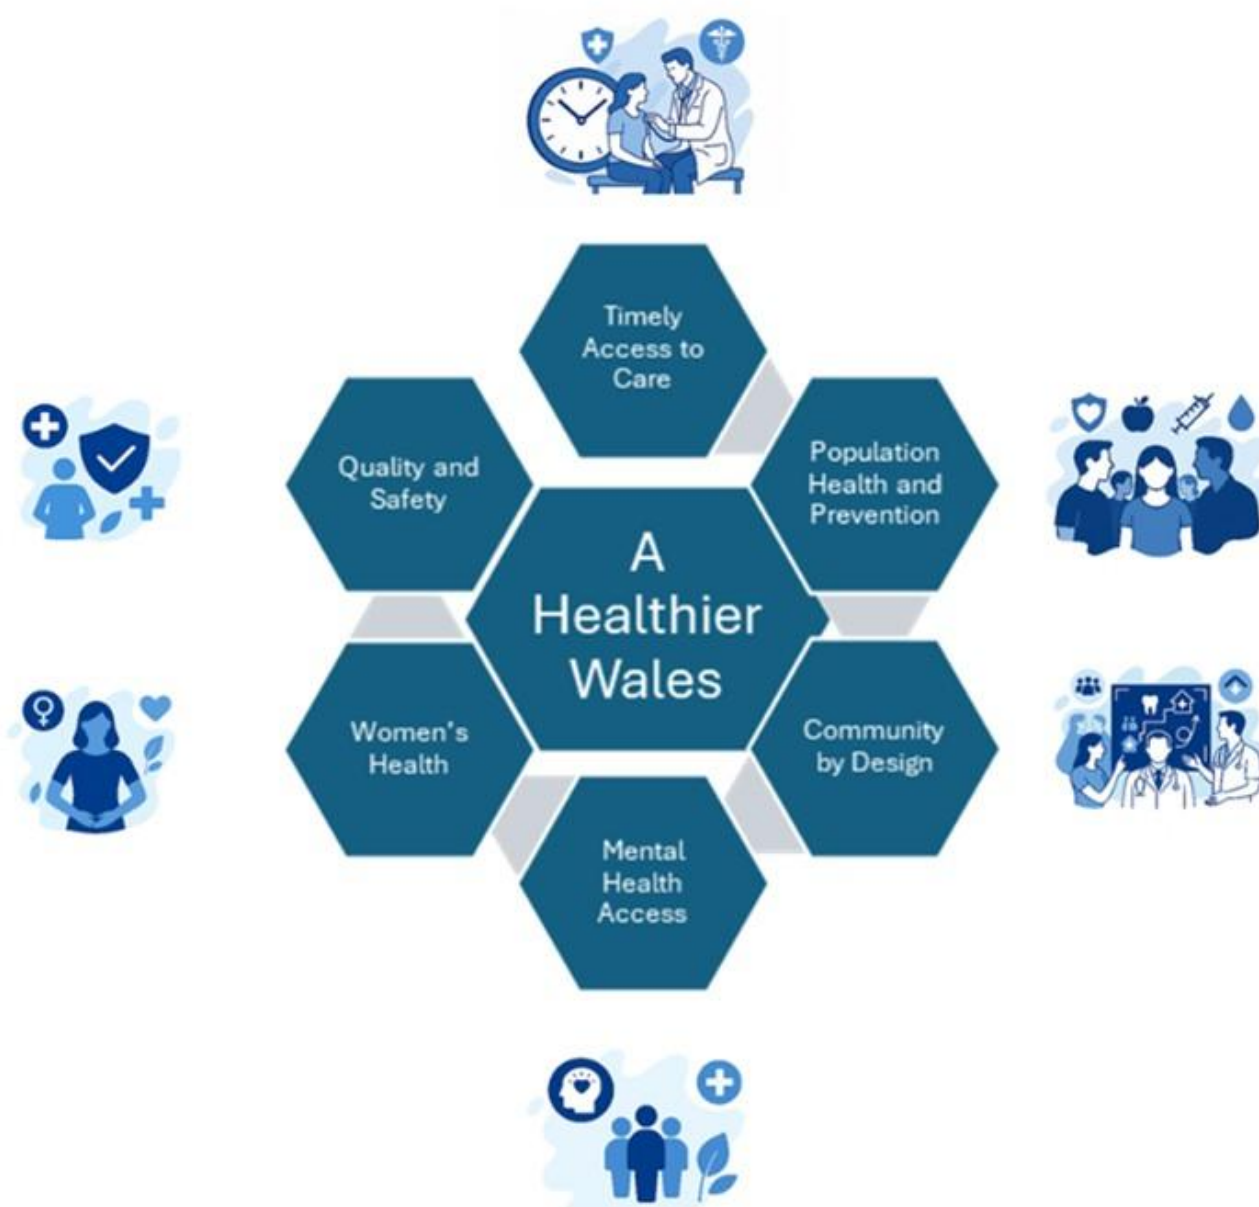 Timely
Access to
Care
Population
Health and
Prevention
Quality and
Safety
A
Healthier
Wales
Women's
Health
Community
by Design
Mental
Health
Access